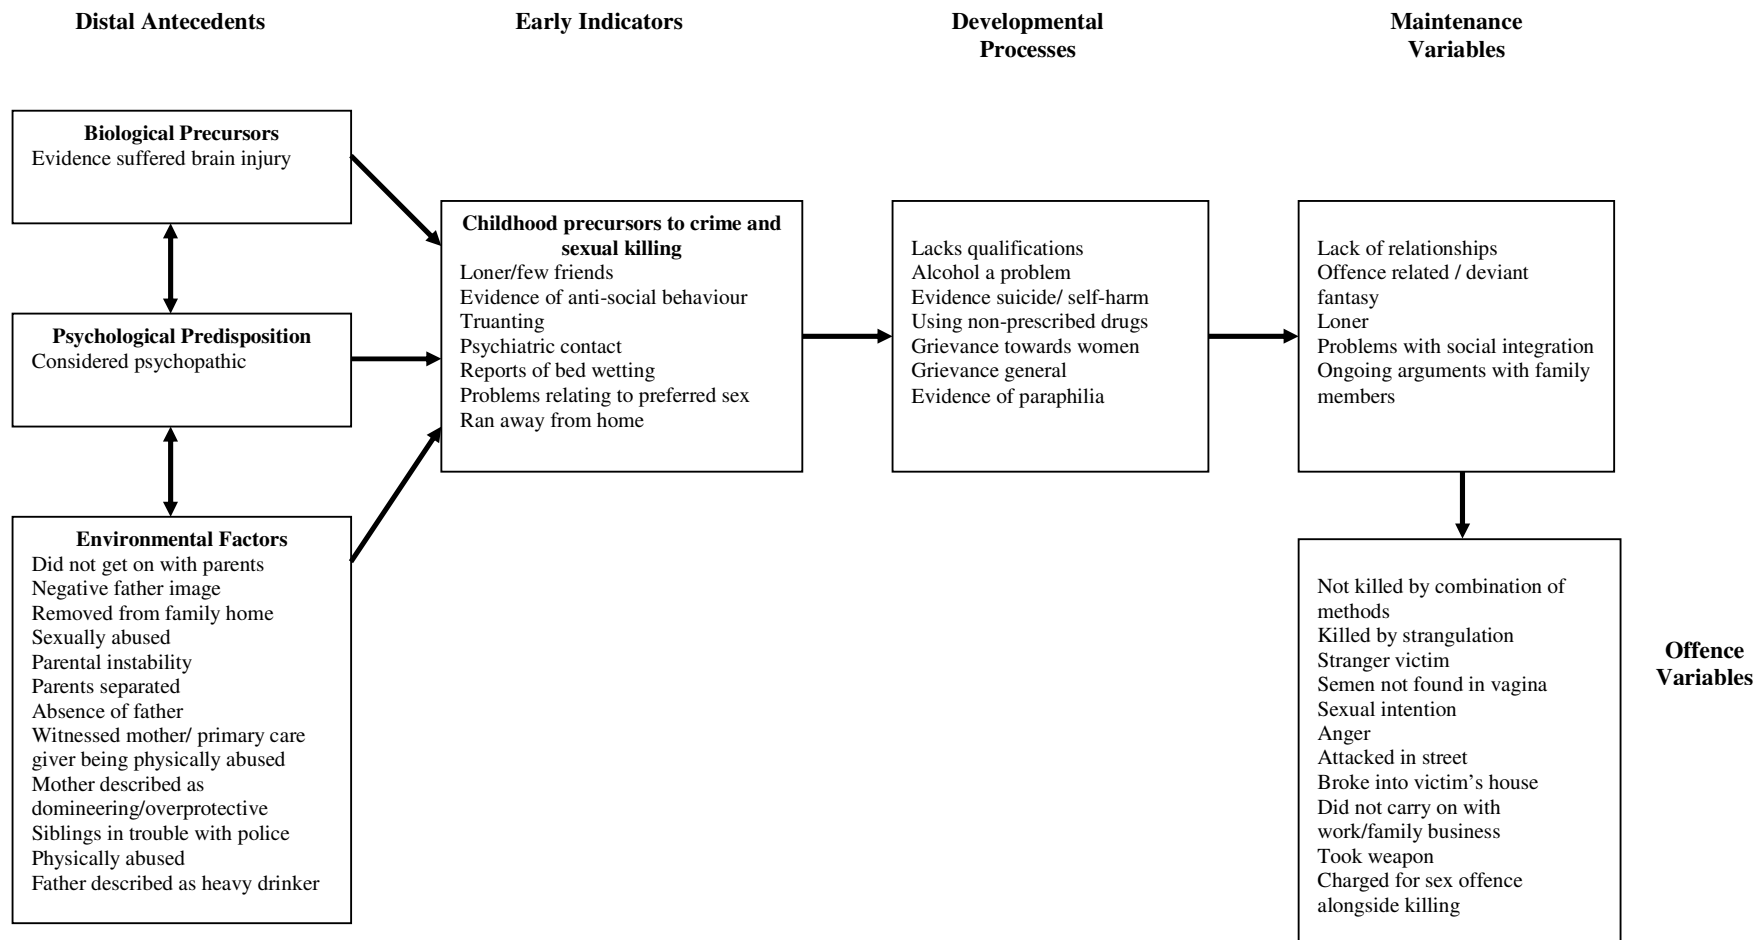 Distal Antecedents
Early Indicators
Developmental
Processes
Maintenance
Variables
Biological Precursors
Evidence suffered brain injury
Psychological Predisposition
Considered psychopathic
Environmental Factors
Did not get on with parents
Negative father image
Removed from family home
Sexually abused
Parental instability
Parents separated
Absence of father
Witnessed mother/ primary care
giver being physically abused
Mother described as
domineering/overprotective
Siblings in trouble with police
Physically abused
Father described as heavy drinker
Childhood precursors to crime and
sexual killing
Loner/few friends
Evidence of anti-social behaviour
Truanting
Psychiatric contact
Reports of bed wetting
Problems relating to preferred sex
Ran away from home
Lacks qualifications
Alcohol a problem
Evidence suicide/ self-harm
Using non-prescribed drugs
Grievance towards women
Grievance general
Evidence of paraphilia
Lack of relationships
Offence related / deviant
fantasy
Loner
Problems with social integration
Ongoing arguments with family
members
Not killed by combination of
methods
Killed by strangulation
Stranger victim
Semen not found in vagina
Sexual intention
Anger
Attacked in street
Broke into victim’s house
Did not carry on with
work/family business
Took weapon
Charged for sex offence
alongside killing
Offence
Variables